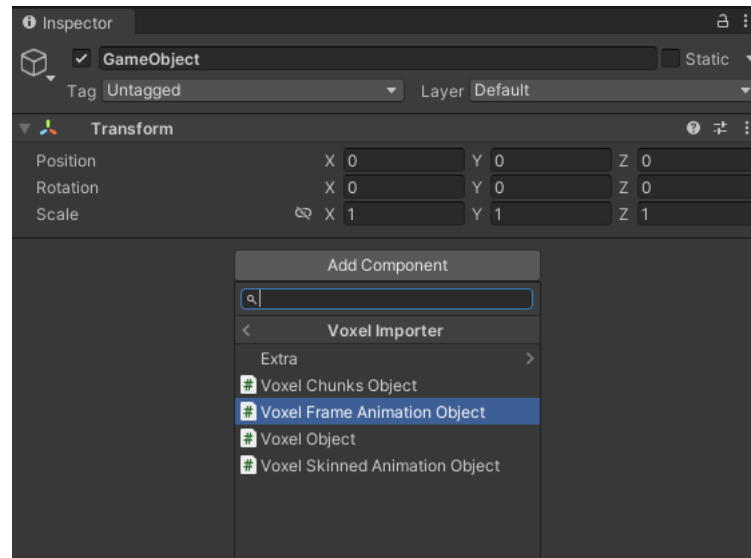 Inspector
GameObject Static
Tag Untagged Layer Default
Transform
Position X 0 Y 0 Z 0
Rotation X 0 Y 0 Z 0
Scale X 1 Y 1 Z 1
Add Component
Voxel Importer
Extra
# Voxel Chunks Object
# Voxel Frame Animation Object
# Voxel Object
# Voxel Skinned Animation Object